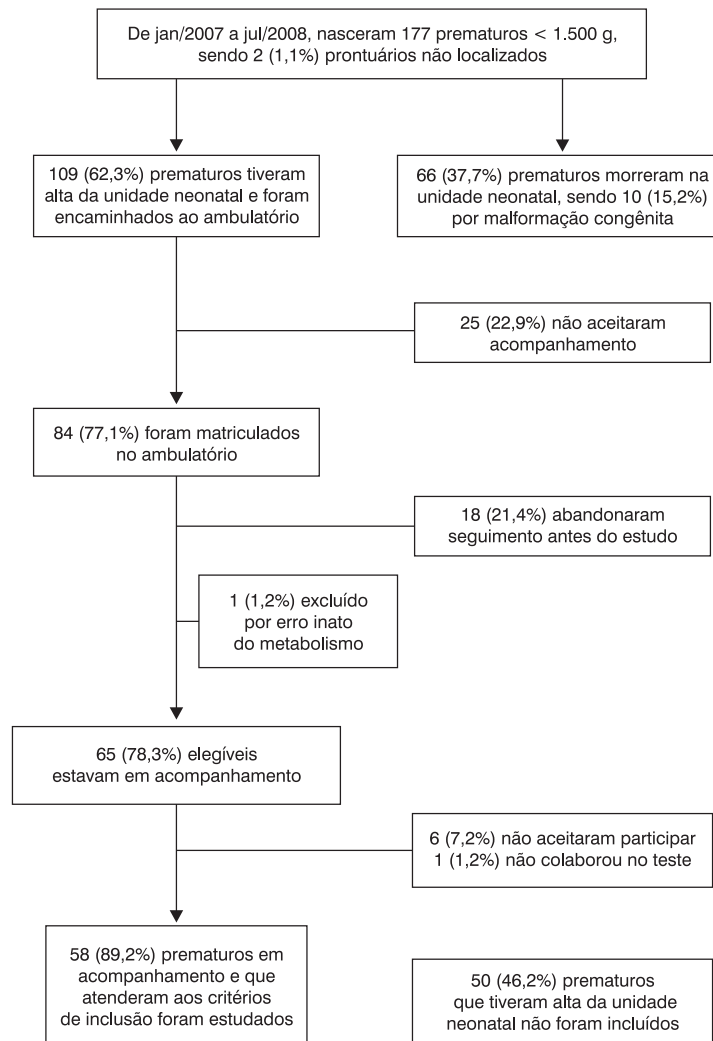 De jan/2007 a jul/2008, nasceram 177 prematuros < 1.500 g,
sendo 2 (1,1%) prontuários não localizados
109 (62,3%) prematuros tiveram
alta da unidade neonatal e foram
encaminhados ao ambulatório
66 (37,7%) prematuros morreram na
unidade neonatal, sendo 10 (15,2%)
por malformação congênita
25 (22,9%) não aceitaram
acompanhamento
84 (77,1%) foram matriculados
no ambulatório
18 (21,4%) abandonaram
seguimento antes do estudo
1 (1,2%) excluído
por erro inato
do metabolismo
65 (78,3%) elegíveis
estavam em acompanhamento
6 (7,2%) não aceitaram participar
1 (1,2%) não colaborou no teste
58 (89,2%) prematuros em
acompanhamento e que
atenderam aos critérios
de inclusão foram estudados
50 (46,2%) prematuros
que tiveram alta da unidade
neonatal não foram incluídos